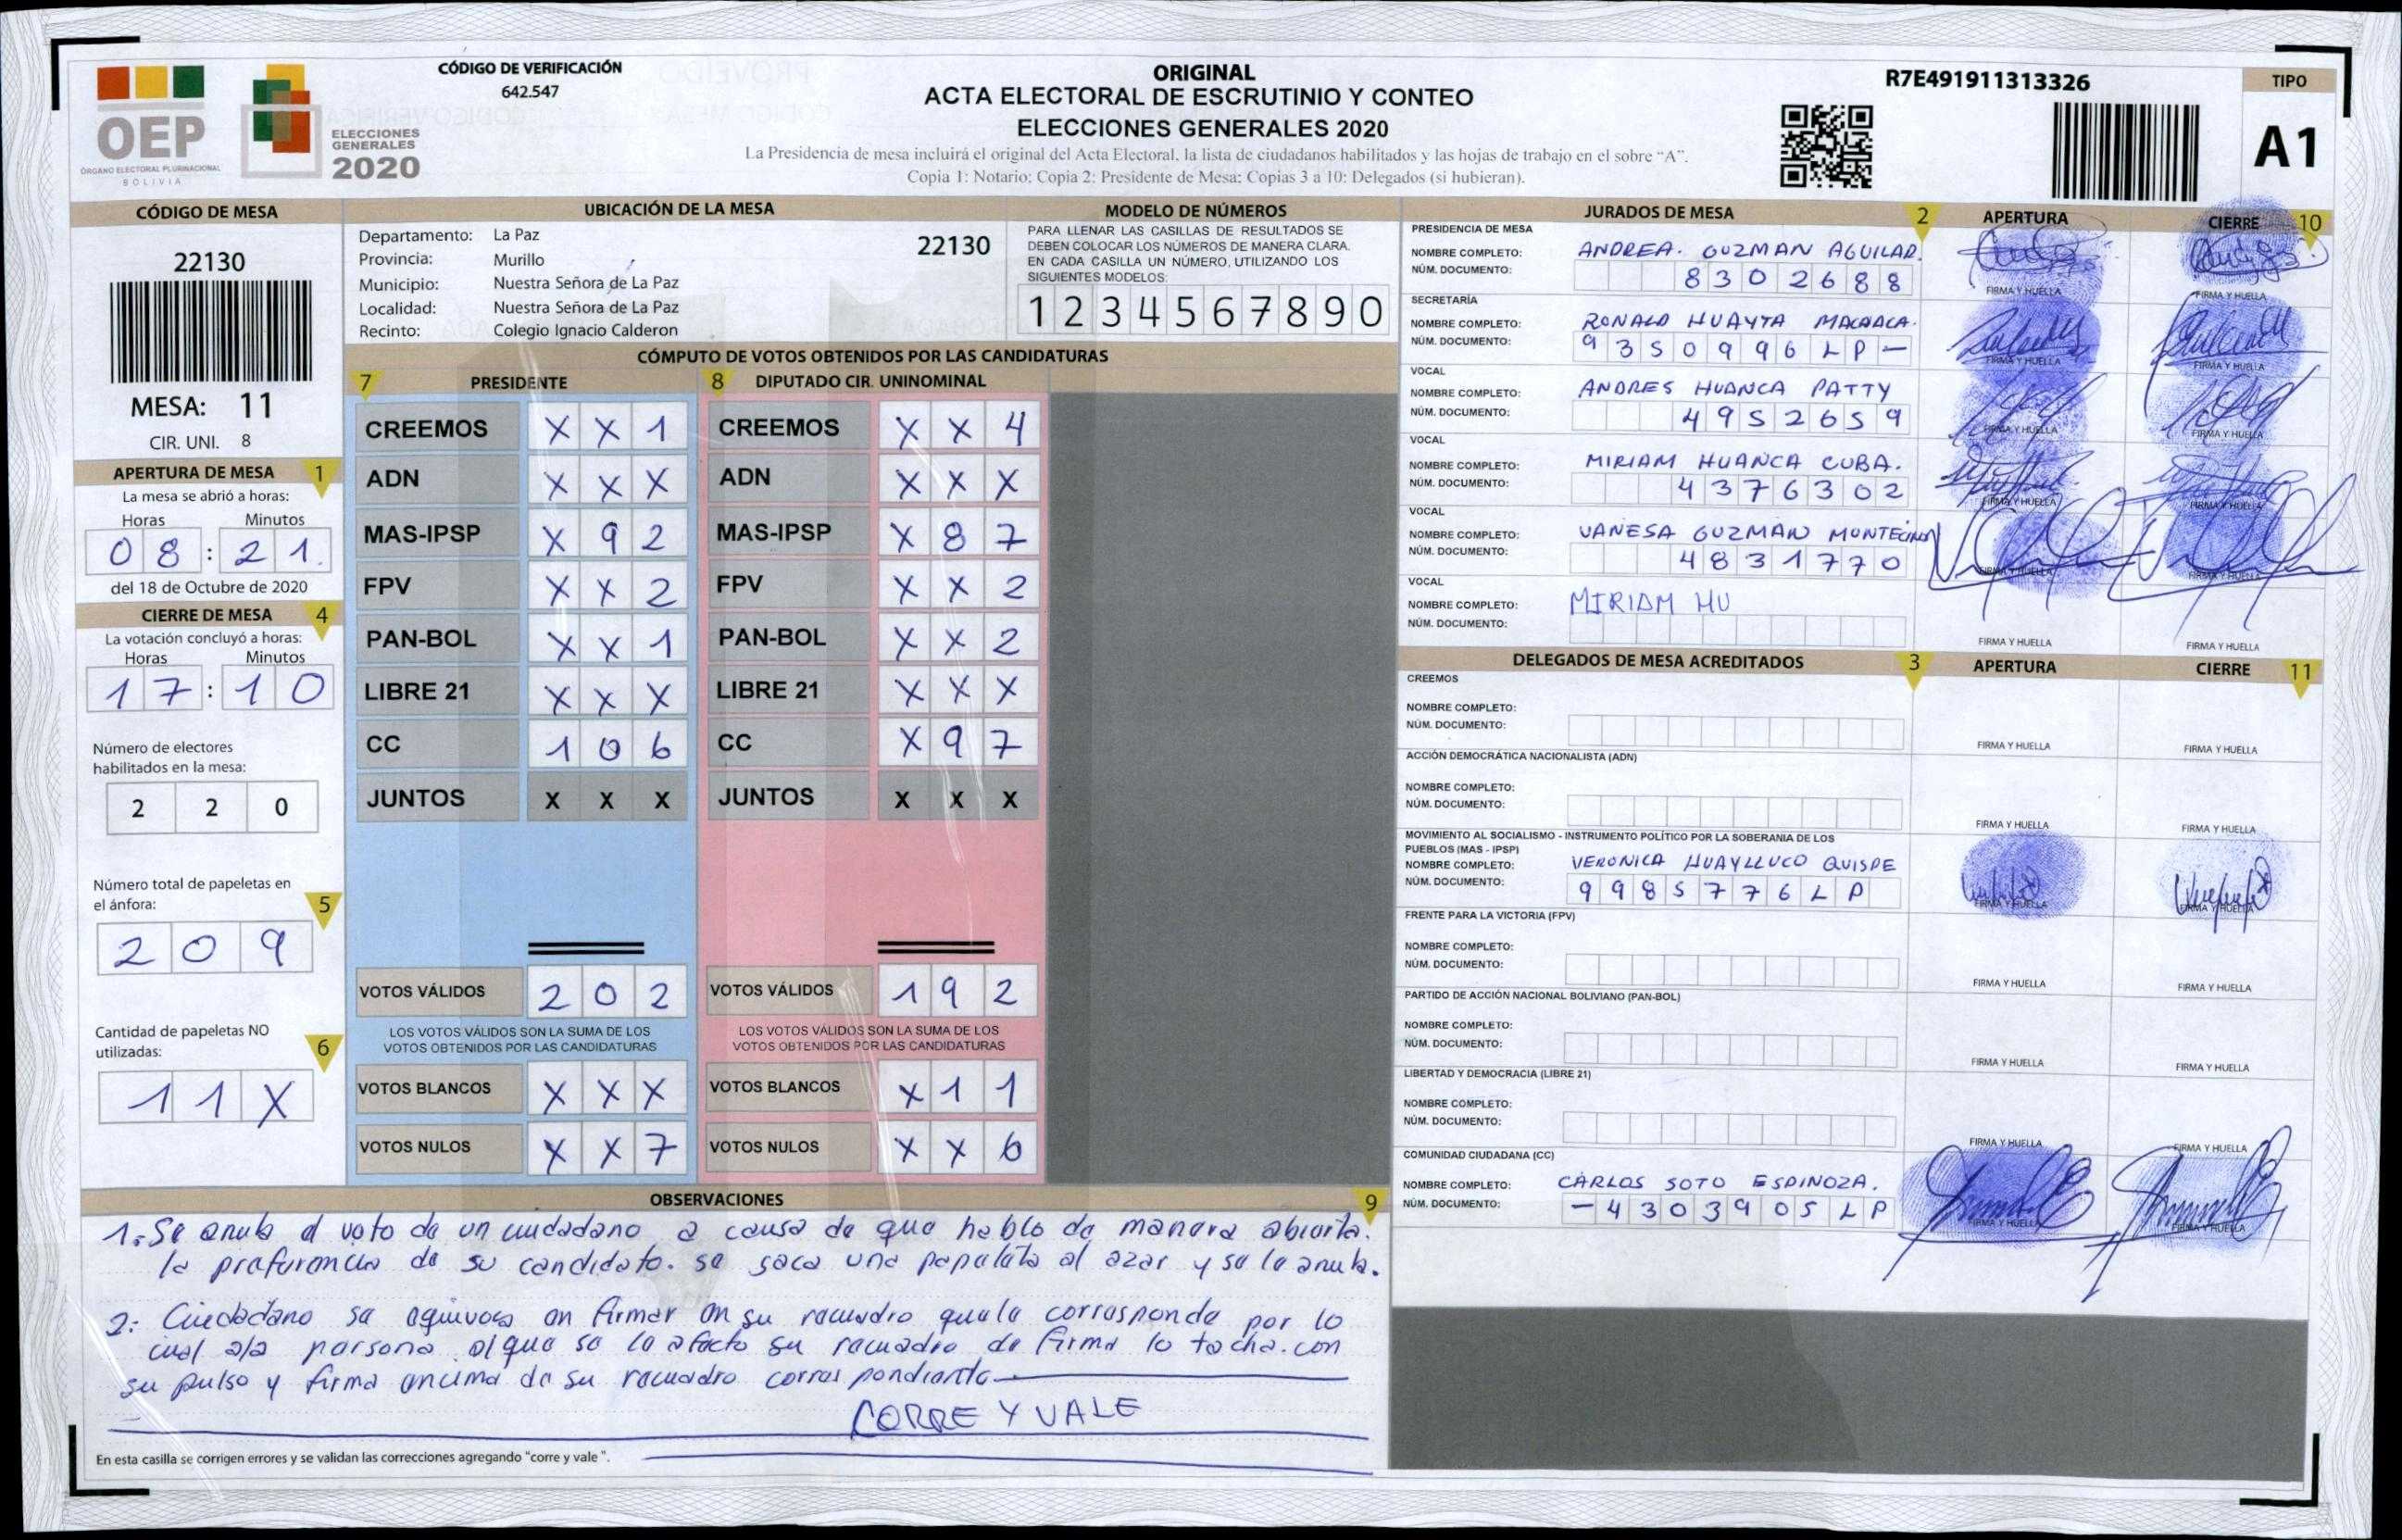 CÓDIGO DE VERIFICACIÓN
642.547
OEP
ÓRGANO ELECTORAL PLURINACIONAL
BOLIVIA
ELECCIONES
GENERALES
2020
ORIGINAL
ACTA ELECTORAL DE ESCRUTINIO Y CONTEO
ELECCIONES GENERALES 2020
La Presidencia de mesa incluirá el original del Acta Electoral, la lista de ciudadanos habilitados y las hojas de trabajo en el sobre "A".
Copia 1: Notario; Copia 2: Presidente de Mesa; Copias 3 a 10: Delegados (si hubieran).
R7E491911313326
TIPO
A1
CÓDIGO DE MESA
22130
MESA: 11
CIR. UNI. 8
APERTURA DE MESA 1
La mesa se abrió a horas:
Horas Minutos
08:21
del 18 de Octubre de 2020
CIERRE DE MESA 4
La votación concluyó a horas:
Horas Minutos
17:10
Número de electores
habilitados en la mesa:
2 2 0
Número total de papeletas en
el ánfora: 5
2 0 9
Cantidad de papeletas NO
utilizadas: 6
1 1 X
UBICACIÓN DE LA MESA
Departamento: La Paz 22130
Provincia: Murillo
Municipio: Nuestra Señora de La Paz
Localidad: Nuestra Señora de La Paz
Recinto: Colegio Ignacio Calderon
MODELO DE NÚMEROS
PARA LLENAR LAS CASILLAS DE RESULTADOS SE
DEBEN COLOCAR LOS NÚMEROS DE MANERA CLARA.
EN CADA CASILLA UN NÚMERO, UTILIZANDO LOS
SIGUIENTES MODELOS:
1 2 3 4 5 6 7 8 9 0
CÓMPUTO DE VOTOS OBTENIDOS POR LAS CANDIDATURAS
7 PRESIDENTE 8 DIPUTADO CIR. UNINOMINAL
CREEMOS X X 1 CREEMOS X X 4
ADN X X X ADN X X X
MAS-IPSP X 9 2 MAS-IPSP X 8 7
FPV X X 2 FPV X X 2
PAN-BOL X X 1 PAN-BOL X X 2
LIBRE 21 X X X LIBRE 21 X X X
CC 1 0 6 CC X 9 7
JUNTOS X X X JUNTOS X X X
VOTOS VÁLIDOS 2 0 2 VOTOS VÁLIDOS 1 9 2
LOS VOTOS VÁLIDOS SON LA SUMA DE LOS LOS VOTOS VÁLIDOS SON LA SUMA DE LOS
VOTOS OBTENIDOS POR LAS CANDIDATURAS VOTOS OBTENIDOS POR LAS CANDIDATURAS
VOTOS BLANCOS X X X VOTOS BLANCOS X 1 1
VOTOS NULOS X X 7 VOTOS NULOS X X 6
OBSERVACIONES 9
1.- Se anula el voto de un ciudadano a causa de que hablo de manera abierta.
la preferencia de su candidato. se saca una papeleta al azar y se la anula.
2: Ciudadano se equivoca en firmar en su recuadro que le corresponde por lo
cual a la persona al que se le afecto su recuadro de firma lo tacha con
su pulso y firma encima de su recuadro correspondiente
CORRE Y VALE
En esta casilla se corrigen errores y se validan las correcciones agregando "corre y vale".
JURADOS DE MESA 2 APERTURA CIERRE 10
PRESIDENCIA DE MESA
NOMBRE COMPLETO: ANDREA. GUZMAN AGUILAR.
NÚM. DOCUMENTO: 8302688
FIRMA Y HUELLA FIRMA Y HUELLA
SECRETARÍA
NOMBRE COMPLETO: RONALD HUAYTA MACHACA.
NÚM. DOCUMENTO: 9350996LP-
FIRMA Y HUELLA FIRMA Y HUELLA
VOCAL
NOMBRE COMPLETO: ANDRES HUANCA PATTY
NÚM. DOCUMENTO: 4952659
FIRMA Y HUELLA FIRMA Y HUELLA
VOCAL
NOMBRE COMPLETO: MIRIAM HUANCA CUBA.
NÚM. DOCUMENTO: 4376302
FIRMA Y HUELLA FIRMA Y HUELLA
VOCAL
NOMBRE COMPLETO: VANESA GUZMAN MONTECINOS
NÚM. DOCUMENTO: 4831770
FIRMA Y HUELLA FIRMA Y HUELLA
VOCAL
NOMBRE COMPLETO: MIRIAM HU
NÚM. DOCUMENTO:
FIRMA Y HUELLA FIRMA Y HUELLA
DELEGADOS DE MESA ACREDITADOS 3 APERTURA CIERRE 11
CREEMOS
NOMBRE COMPLETO:
NÚM. DOCUMENTO:
FIRMA Y HUELLA FIRMA Y HUELLA
ACCIÓN DEMOCRÁTICA NACIONALISTA (ADN)
NOMBRE COMPLETO:
NÚM. DOCUMENTO:
FIRMA Y HUELLA FIRMA Y HUELLA
MOVIMIENTO AL SOCIALISMO - INSTRUMENTO POLÍTICO POR LA SOBERANIA DE LOS
PUEBLOS (MAS - IPSP)
NOMBRE COMPLETO: VERONICA HUAYLLUCO QUISPE
NÚM. DOCUMENTO: 9985776LP
FIRMA Y HUELLA FIRMA Y HUELLA
FRENTE PARA LA VICTORIA (FPV)
NOMBRE COMPLETO:
NÚM. DOCUMENTO:
FIRMA Y HUELLA FIRMA Y HUELLA
PARTIDO DE ACCIÓN NACIONAL BOLIVIANO (PAN-BOL)
NOMBRE COMPLETO:
NÚM. DOCUMENTO:
FIRMA Y HUELLA FIRMA Y HUELLA
LIBERTAD Y DEMOCRACIA (LIBRE 21)
NOMBRE COMPLETO:
NÚM. DOCUMENTO:
FIRMA Y HUELLA FIRMA Y HUELLA
COMUNIDAD CIUDADANA (CC)
NOMBRE COMPLETO: CARLOS SOTO ESPINOZA.
NÚM. DOCUMENTO: -4303905LP
FIRMA Y HUELLA FIRMA Y HUELLA